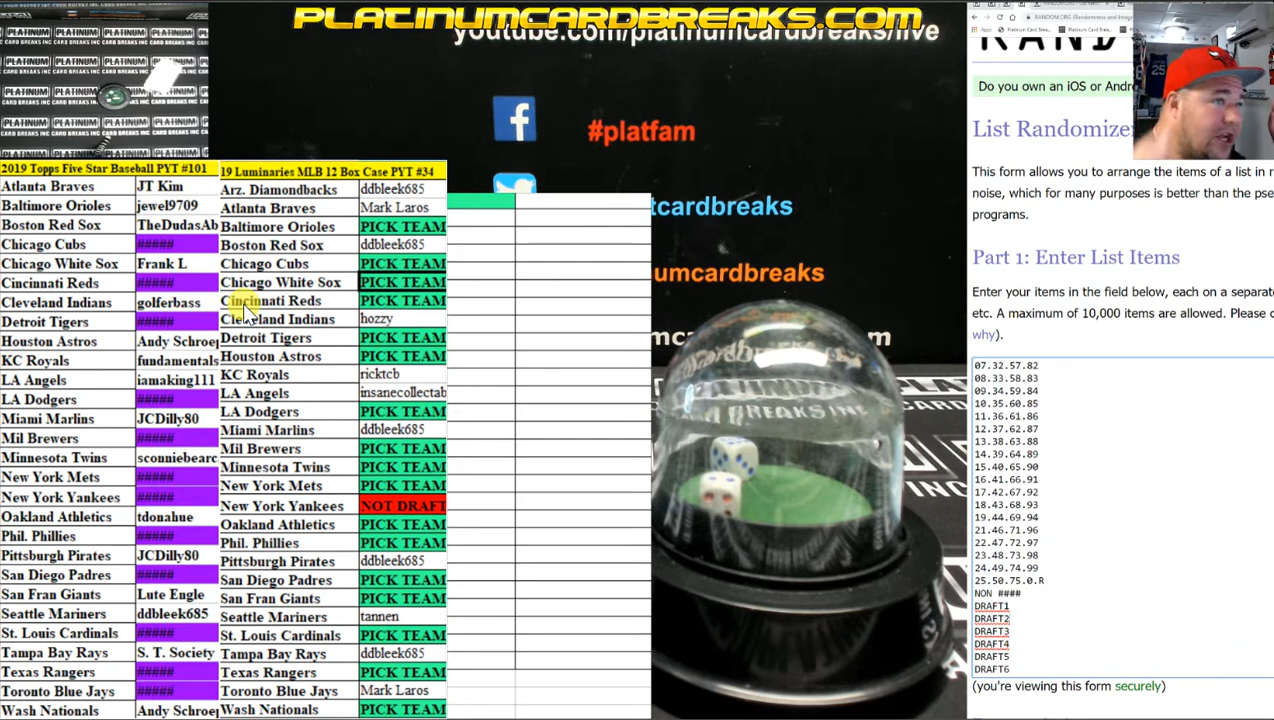 PLATINUMCARDBREAKS.COM
youtube.com/platinumcardbreaks/live
#platfam
tcardbreaks
umcardbreaks
2019 Topps Five Star Baseball PYT #101
Atlanta Braves JT Kim
Baltimore Orioles jewel9709
Boston Red Sox TheDudasAb
Chicago Cubs #####
Chicago White Sox Frank L
Cincinnati Reds #####
Cleveland Indians golferbass
Detroit Tigers #####
Houston Astros Andy Schroep
KC Royals fundamentals
LA Angels iamaking111
LA Dodgers #####
Miami Marlins JCDilly80
Mil Brewers #####
Minnesota Twins sconniebearc
New York Mets #####
New York Yankees #####
Oakland Athletics tdonahue
Phil. Phillies #####
Pittsburgh Pirates JCDilly80
San Diego Padres #####
San Fran Giants Lute Engle
Seattle Mariners ddbleek685
St. Louis Cardinals #####
Tampa Bay Rays S. T. Society
Texas Rangers #####
Toronto Blue Jays #####
Wash Nationals Andy Schroep
19 Luminaries MLB 12 Box Case PYT #34
Arz. Diamondbacks ddbleek685
Atlanta Braves Mark Laros
Baltimore Orioles PICK TEAM
Boston Red Sox ddbleek685
Chicago Cubs PICK TEAM
Chicago White Sox PICK TEAM
Cincinnati Reds PICK TEAM
Cleveland Indians hozzy
Detroit Tigers PICK TEAM
Houston Astros PICK TEAM
KC Royals ricktcb
LA Angels insanecollectab
LA Dodgers PICK TEAM
Miami Marlins ddbleek685
Mil Brewers PICK TEAM
Minnesota Twins PICK TEAM
New York Mets PICK TEAM
New York Yankees NOT DRAFT
Oakland Athletics PICK TEAM
Phil. Phillies PICK TEAM
Pittsburgh Pirates ddbleek685
San Diego Padres PICK TEAM
San Fran Giants PICK TEAM
Seattle Mariners tannen
St. Louis Cardinals PICK TEAM
Tampa Bay Rays ddbleek685
Texas Rangers PICK TEAM
Toronto Blue Jays Mark Laros
Wash Nationals PICK TEAM
RAND
Do you own an iOS or Andr
List Randomizer
This form allows you to arrange the items of a list in r
noise, which for many purposes is better than the pse
programs.
Part 1: Enter List Items
Enter your items in the field below, each on a separat
etc. A maximum of 10,000 items are allowed. Please c
why).
07.32.57.82
08.33.58.83
09.34.59.84
10.35.60.85
11.36.61.86
12.37.62.87
13.38.63.88
14.39.64.89
15.40.65.90
16.41.66.91
17.42.67.92
18.43.68.93
19.44.69.94
21.46.71.96
22.47.72.97
23.48.73.98
24.49.74.99
25.50.75.0.R
NON ####
DRAFT1
DRAFT2
DRAFT3
DRAFT4
DRAFT5
DRAFT6
(you're viewing this form securely)